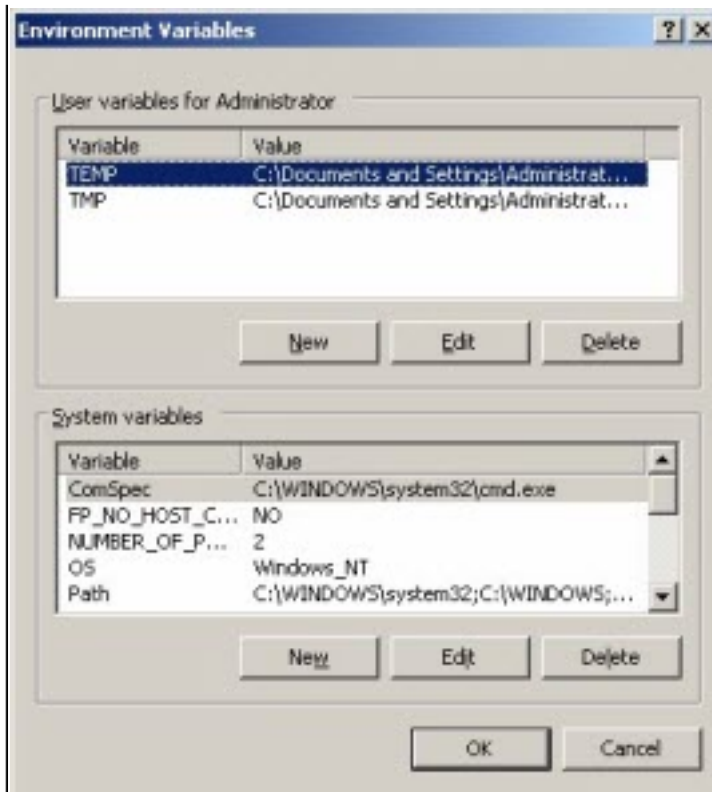 Environment Variables
User variables for Administrator
Variable Value
TEMP C:\Documents and Settings\Administrat...
TMP C:\Documents and Settings\Administrat...
New Edit Delete
System variables
Variable Value
ComSpec C:\WINDOWS\system32\cmd.exe
FP_NO_HOST_C... NO
NUMBER_OF_P... 2
OS Windows_NT
Path C:\WINDOWS\system32;C:\WINDOWS;...
New Edit Delete
OK Cancel